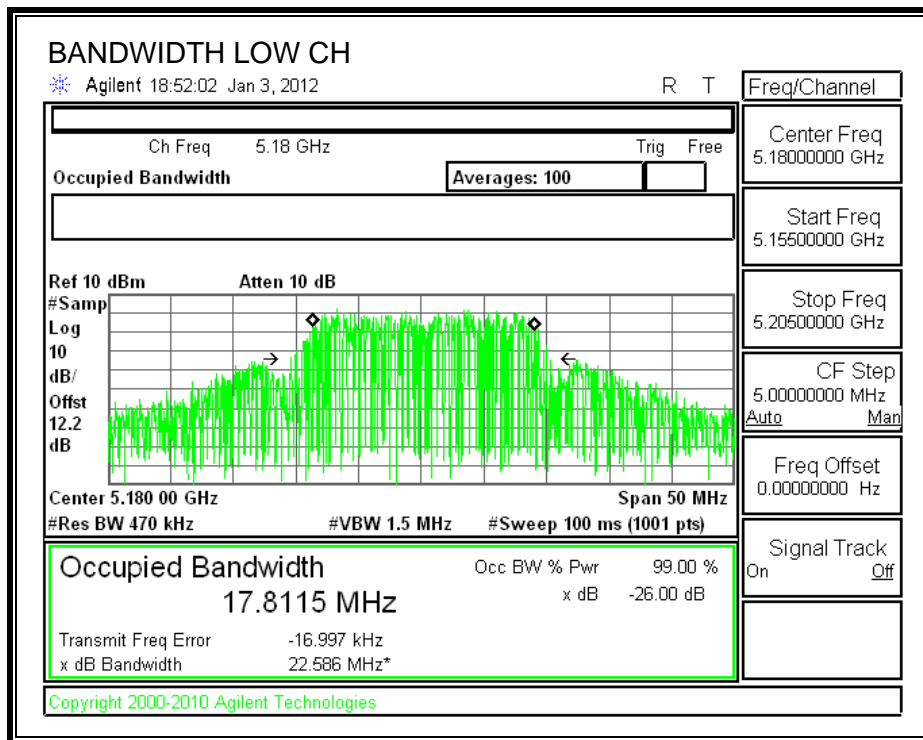 BANDWIDTH LOW CH
Agilent 18:52:02 Jan 3, 2012 R T
Freq/Channel
Ch Freq 5.18 GHz Trig Free
Occupied Bandwidth Averages: 100
Ref 10 dBm Atten 10 dB
#Samp
Log
10
dB/
Offst
12.2
dB
Center 5.180 00 GHz Span 50 MHz
#Res BW 470 kHz #VBW 1.5 MHz #Sweep 100 ms (1001 pts)
Occupied Bandwidth Occ BW % Pwr 99.00 %
17.8115 MHz x dB -26.00 dB
Transmit Freq Error -16.997 kHz
x dB Bandwidth 22.586 MHz*
Copyright 2000-2010 Agilent Technologies
Center Freq
5.18000000 GHz
Start Freq
5.15500000 GHz
Stop Freq
5.20500000 GHz
CF Step
5.00000000 MHz
Auto Man
Freq Offset
0.00000000 Hz
Signal Track
On Off